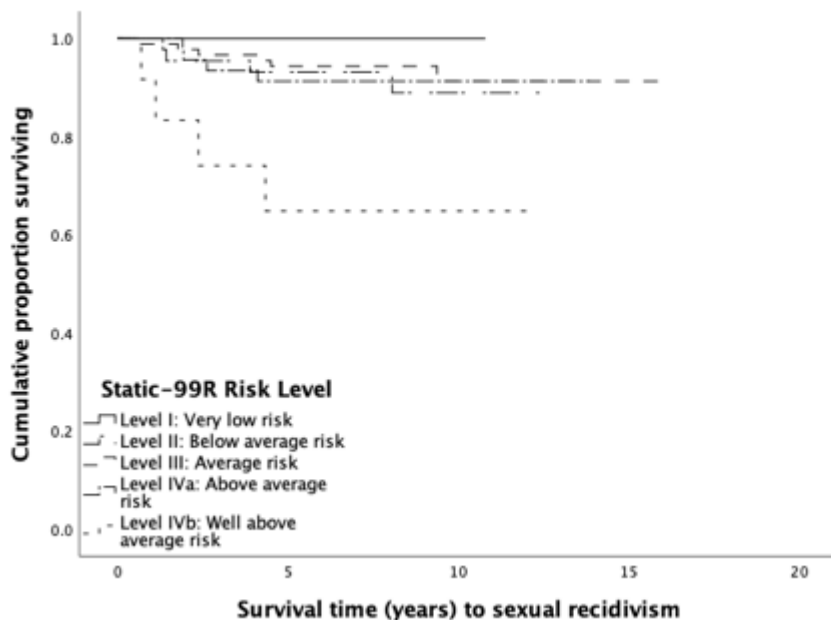 Cumulative proportion surviving
1.0
0.8
0.6
0.4
0.2
0.0
Static-99R Risk Level
Level I: Very low risk
Level II: Below average risk
Level III: Average risk
Level IVa: Above average
risk
Level IVb: Well above
average risk
0 5 10 15 20
Survival time (years) to sexual recidivism